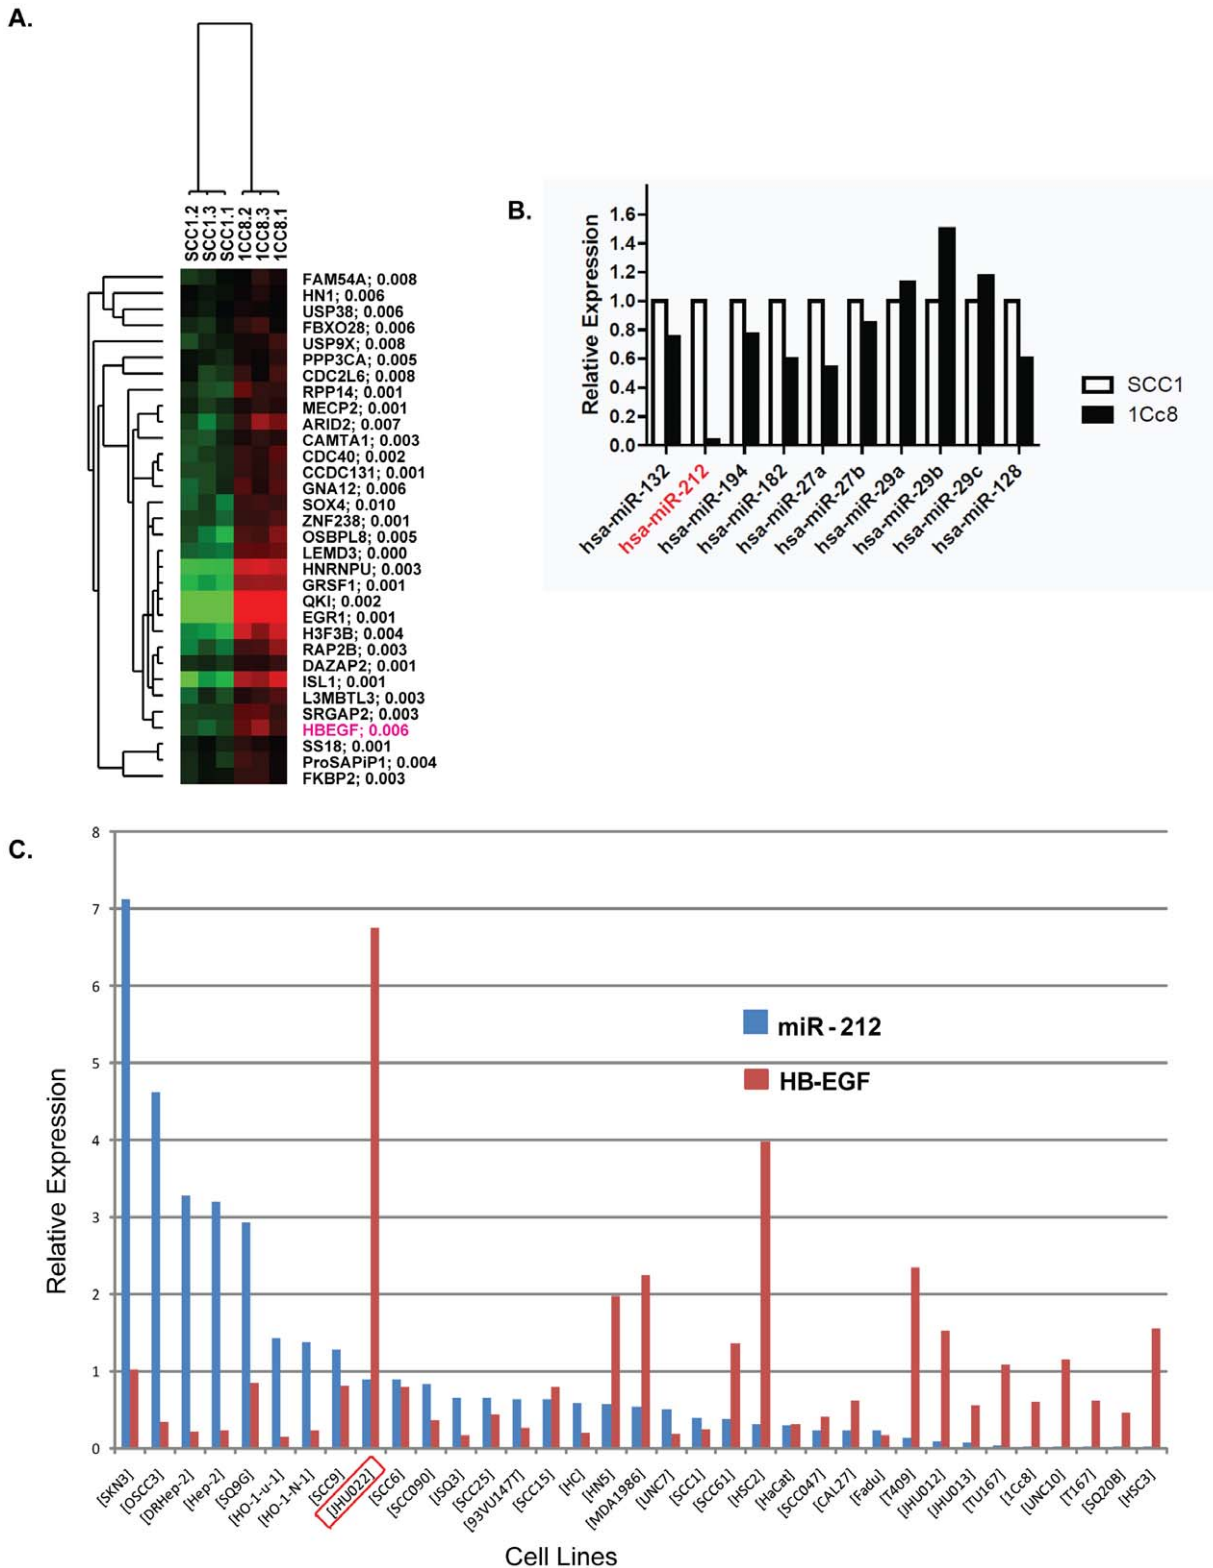 A.
SCC1.2
SCC1.3
SCC1.1
1CC8.2
1CC8.3
1CC8.1
FAM54A; 0.008
HN1; 0.006
USP38; 0.006
FBXO28; 0.006
USP9X; 0.008
PPP3CA; 0.005
CDC2L6; 0.008
RPP14; 0.001
MECP2; 0.001
ARID2; 0.007
CAMTA1; 0.003
CDC40; 0.002
CCDC131; 0.001
GNA12; 0.006
SOX4; 0.010
ZNF238; 0.001
OSBPL8; 0.005
LEMD3; 0.000
HNRNPU; 0.003
GRSF1; 0.001
QKI; 0.002
EGR1; 0.001
H3F3B; 0.004
RAP2B; 0.003
DAZAP2; 0.001
ISL1; 0.001
L3MBTL3; 0.003
SRGAP2; 0.003
HBEGF; 0.006
SS18; 0.001
ProSAPiP1; 0.004
FKBP2; 0.003
B.
Relative Expression
1.6
1.4
1.2
1.0
0.8
0.6
0.4
0.2
0.0
hsa-miR-132
hsa-miR-212
hsa-miR-194
hsa-miR-182
hsa-miR-27a
hsa-miR-27b
hsa-miR-29a
hsa-miR-29b
hsa-miR-29c
hsa-miR-128
SCC1
1Cc8
C.
Relative Expression
8
7
6
5
4
3
2
1
0
miR - 212
HB-EGF
[SKN3]
[OSCC3]
[DRHep-2]
[Hep-2]
[SQ9G]
[HO-1-u-1]
[HO-1-N-1]
[SCC9]
[JHU022]
[SCC6]
[SCC090]
[JSQ3]
[SCC25]
[93VU147T]
[SCC15]
[HC]
[HN5]
[MDA1986]
[UNC7]
[SCC1]
[SCC61]
[HSC2]
[HaCat]
[SCC047]
[CAL27]
[Fadu]
[T409]
[JHU012]
[JHU013]
[TU167]
[1Cc8]
[UNC10]
[T167]
[SQ20B]
[HSC3]
Cell Lines